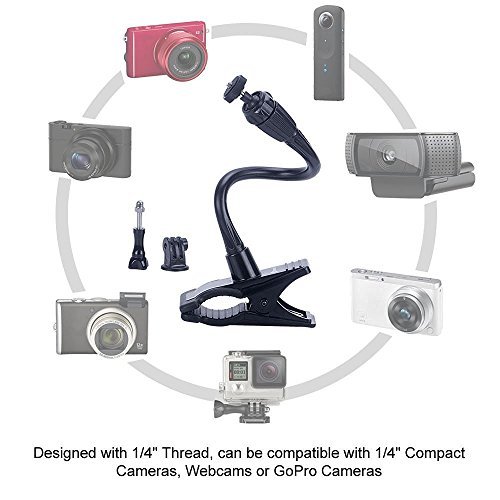 Designed with 1/4" Thread, can be compatible with 1/4" Compact
Cameras, Webcams or GoPro Cameras